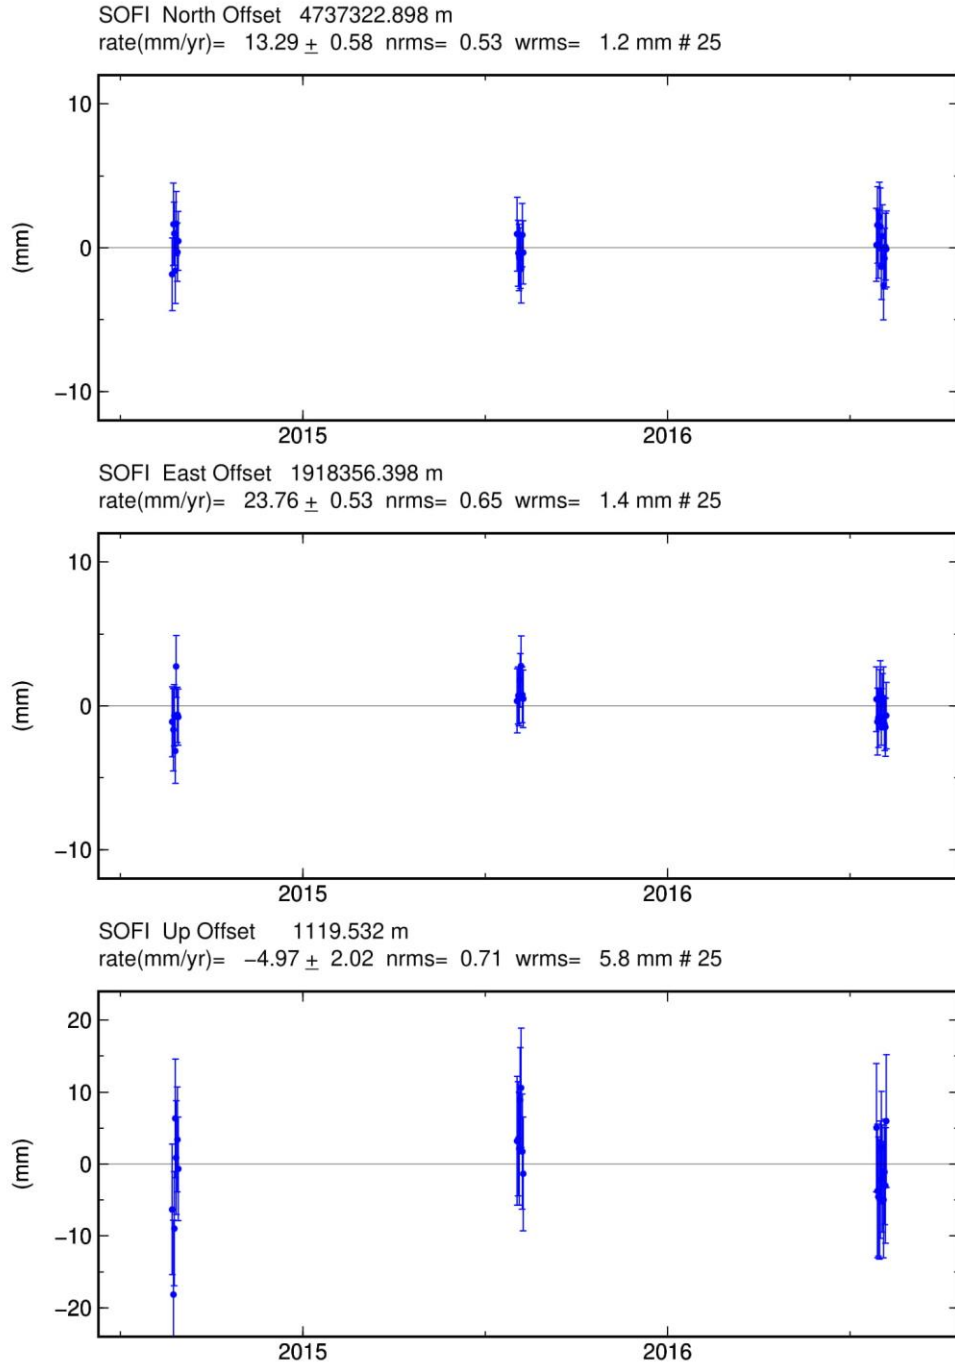 SOFI North Offset 4737322.898 m
rate(mm/yr)= 13.29 ± 0.58 nrms= 0.53 wrms= 1.2 mm # 25
10
0
−10
(mm)
2015 2016
SOFI East Offset 1918356.398 m
rate(mm/yr)= 23.76 ± 0.53 nrms= 0.65 wrms= 1.4 mm # 25
10
0
−10
(mm)
2015 2016
SOFI Up Offset 1119.532 m
rate(mm/yr)= −4.97 ± 2.02 nrms= 0.71 wrms= 5.8 mm # 25
20
10
0
−10
−20
(mm)
2015 2016